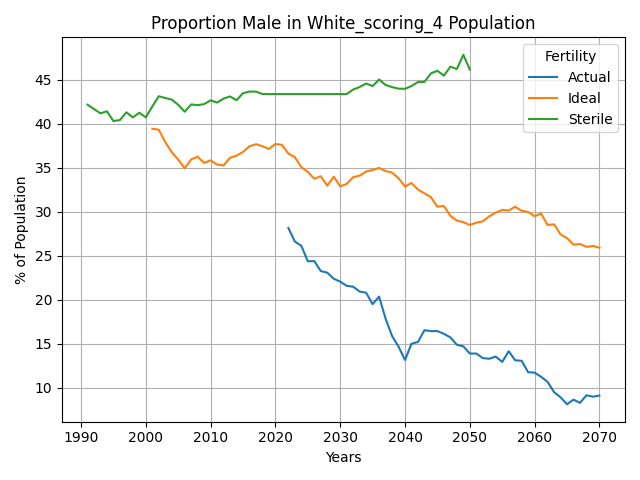 Proportion Male in White_scoring_4 Population
% of Population
45
40
35
30
25
20
15
10
Fertility
Actual
Ideal
Sterile
1990 2000 2010 2020 2030 2040 2050 2060 2070
Years